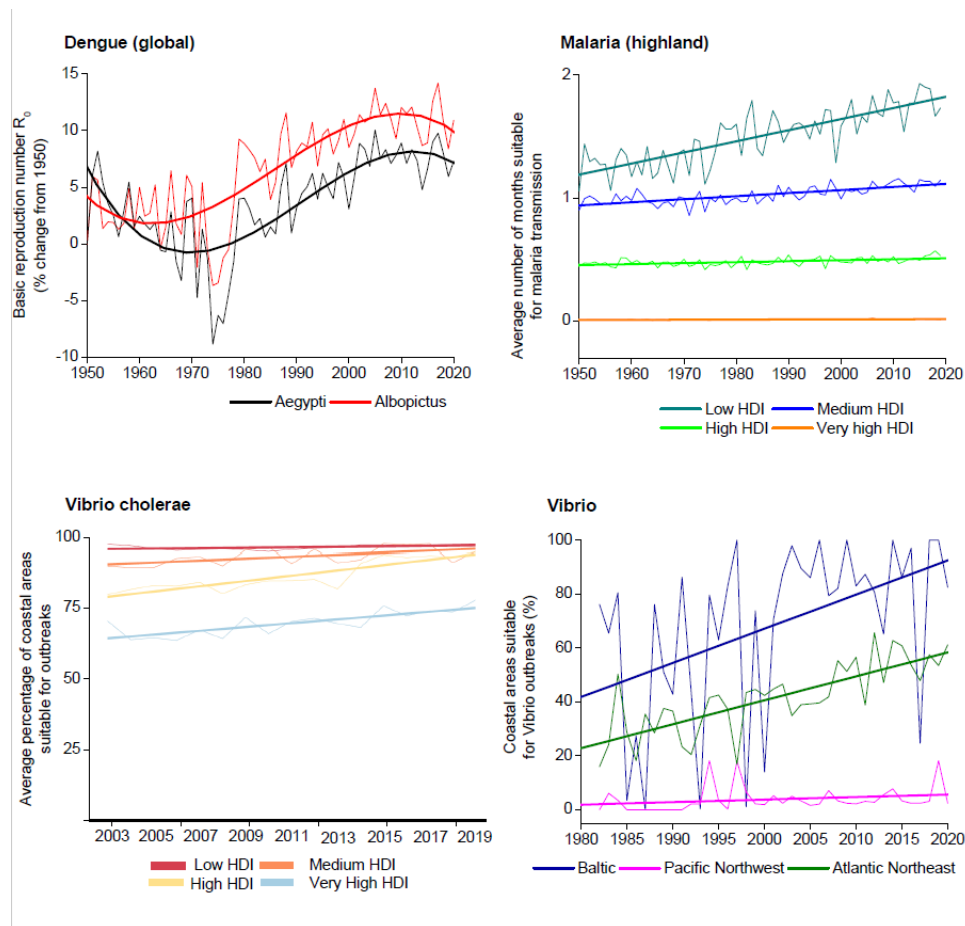 Dengue (global)
Basic reproduction number R0
(% change from 1950)
15
10
5
0
-5
-10
1950 1960 1970 1980 1990 2000 2010 2020
Aegypti Albopictus
Malaria (highland)
Average number of months suitable
for malaria transmission
2
1
0
1950 1960 1970 1980 1990 2000 2010 2020
Low HDI Medium HDI
High HDI Very high HDI
Vibrio cholerae
Average percentage of coastal areas
suitable for outbreaks
100
75
50
25
2003 2005 2007 2009 2011 2013 2015 2017 2019
Low HDI Medium HDI
High HDI Very High HDI
Vibrio
Coastal areas suitable
for Vibrio outbreaks (%)
100
80
60
40
20
0
1980 1985 1990 1995 2000 2005 2010 2015 2020
Baltic Pacific Northwest Atlantic Northeast